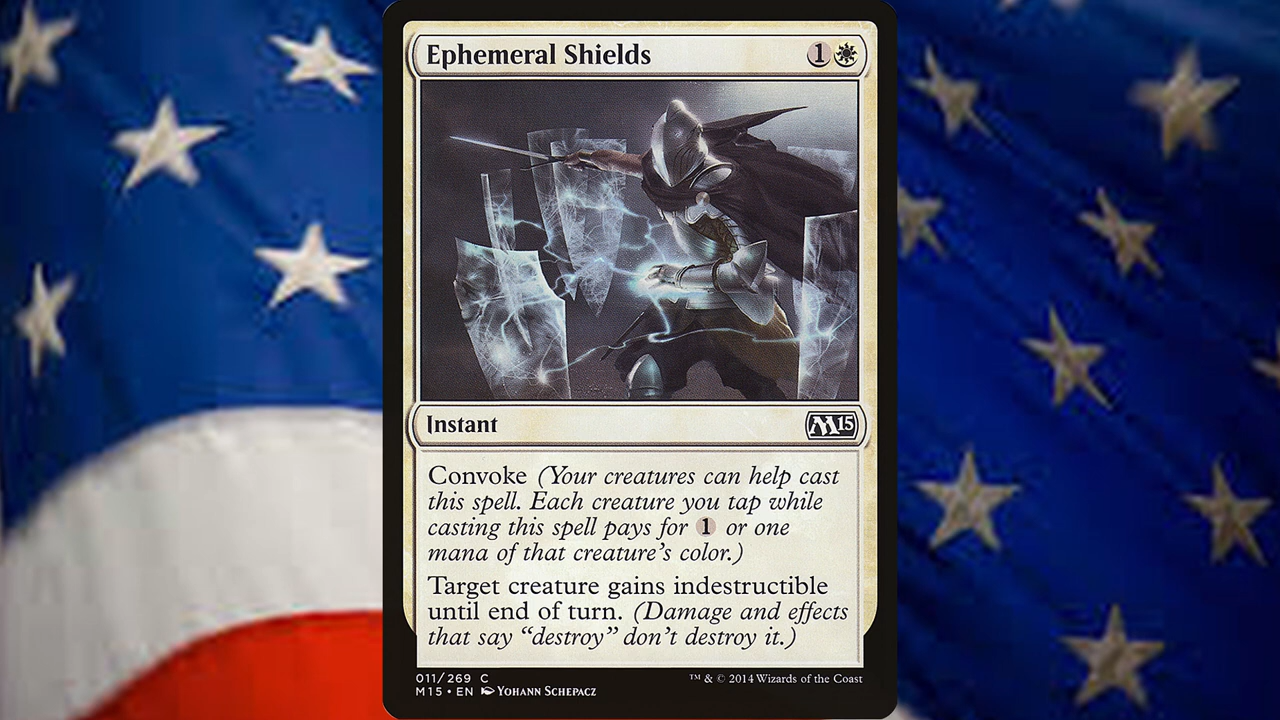 Ephemeral Shields 1
Instant M15
Convoke (Your creatures can help cast
this spell. Each creature you tap while
casting this spell pays for 1 or one
mana of that creature's color.)
Target creature gains indestructible
until end of turn. (Damage and effects
that say "destroy" don't destroy it.)
011/269 C ™ & © 2014 Wizards of the Coast
M15 • EN Yohann Schepacz